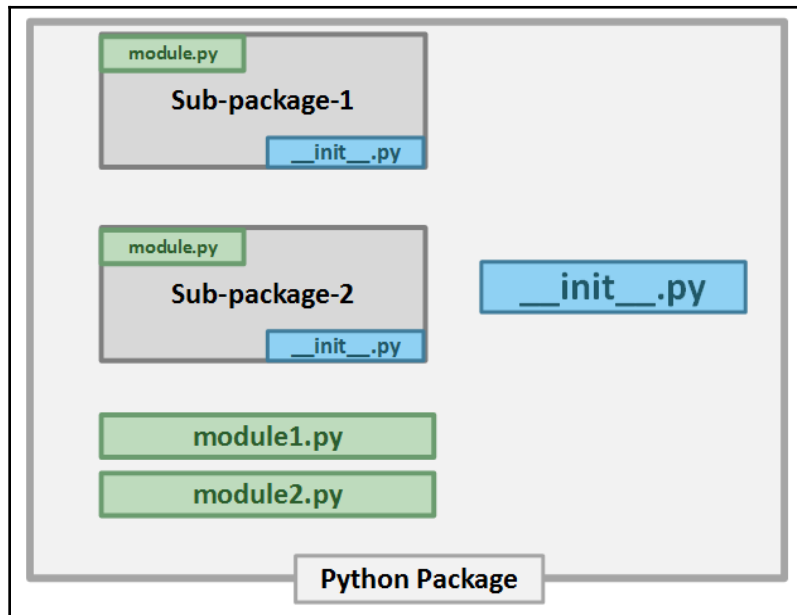 module.py
Sub-package-1
__init__.py
module.py
Sub-package-2
__init__.py
__init__.py
module1.py
module2.py
Python Package